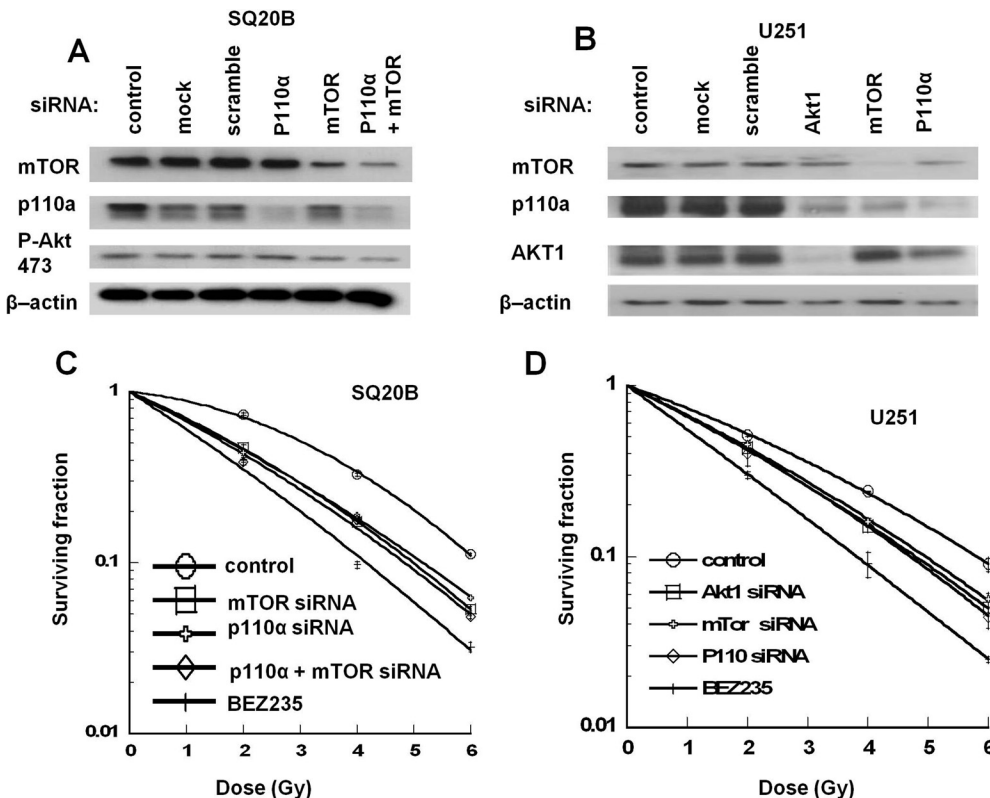 A
SQ20B
siRNA:
control
mock
scramble
P110α
mTOR
P110α
+ mTOR
mTOR
p110a
P-Akt
473
β–actin
B
U251
siRNA:
control
mock
scramble
Akt1
mTOR
P110α
mTOR
p110a
AKT1
β–actin
C
SQ20B
1
0.1
0.01
Surviving fraction
control
mTOR siRNA
p110α siRNA
p110α + mTOR siRNA
BEZ235
0 1 2 3 4 5 6
Dose (Gy)
D
U251
1
0.1
0.01
Surviving fraction
control
Akt1 siRNA
mTor siRNA
P110 siRNA
BEZ235
0 1 2 3 4 5 6
Dose (Gy)